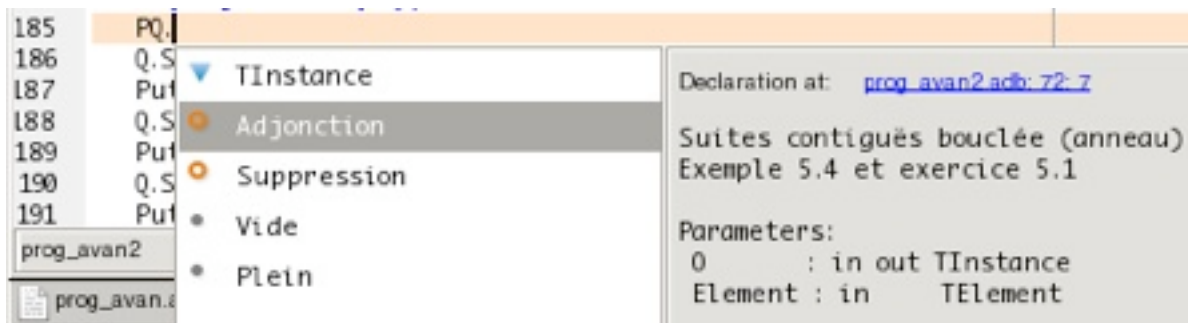 185 PQ.
186 Q.S
187 Put
188 Q.S
189 Put
190 Q.S
191 Put
prog_avan2
prog_avan.a
TInstance
Adjonction
Suppression
Vide
Plein
Declaration at: prog_avan2.adb: 72: 7
Suites contiguës bouclée (anneau)
Exemple 5.4 et exercice 5.1
Parameters:
O : in out TInstance
Element : in TElement